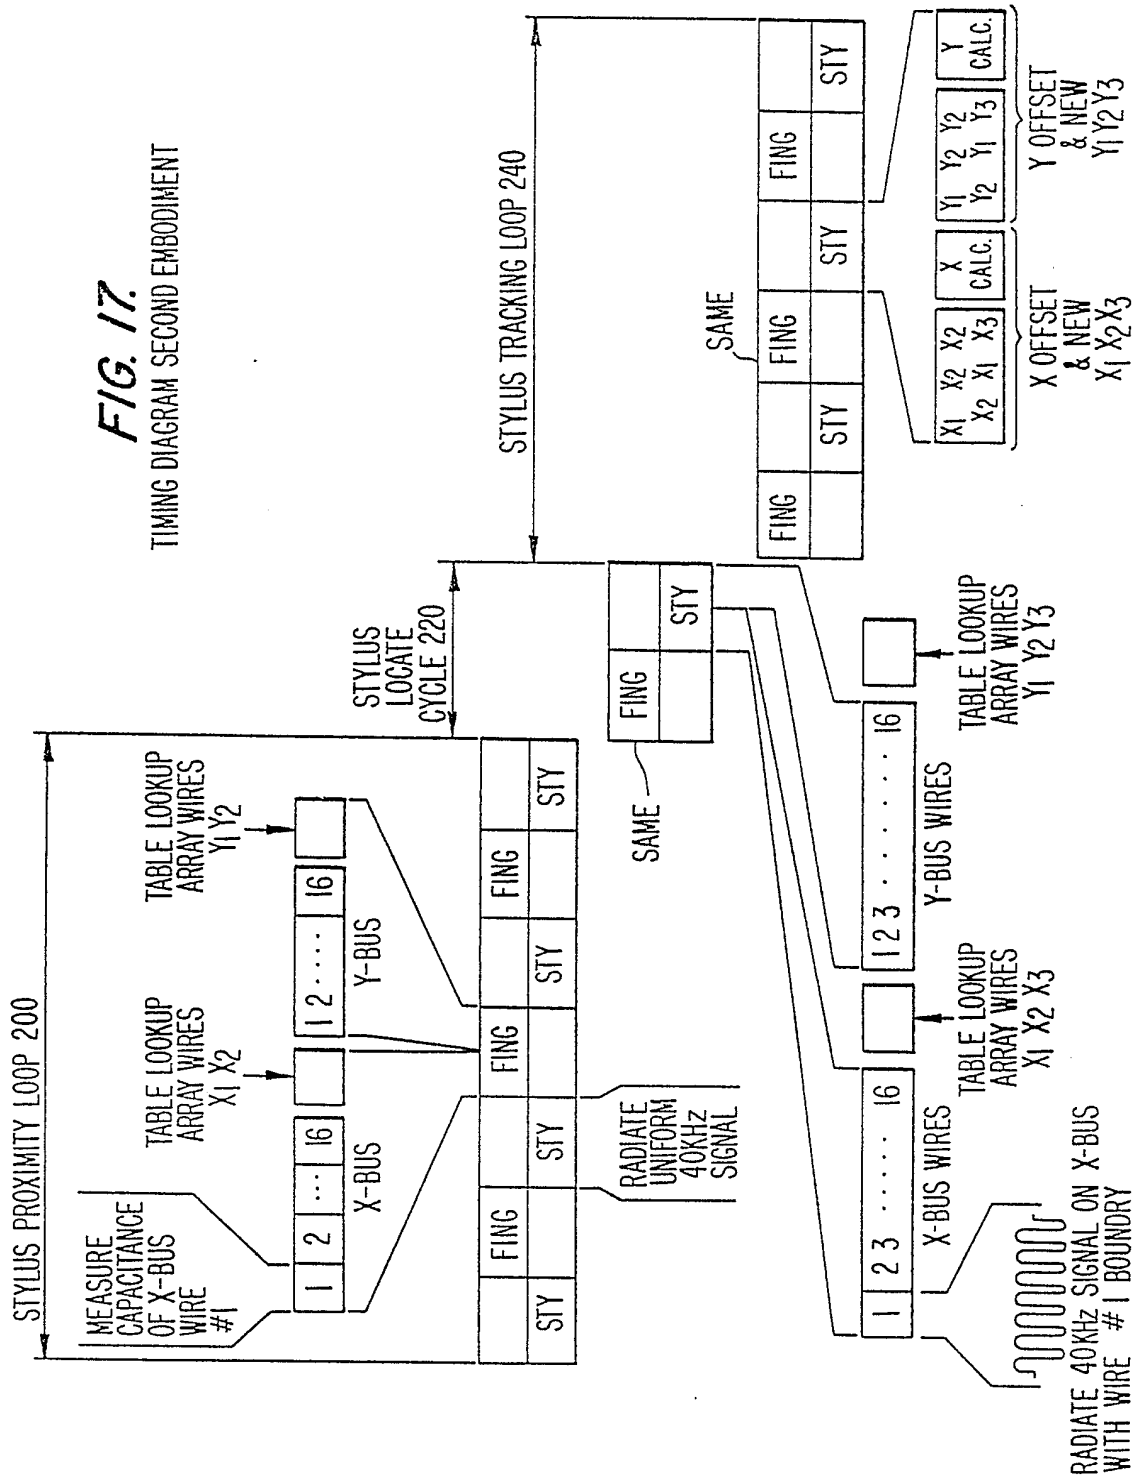 FIG. 17.
TIMING DIAGRAM SECOND EMBODIMENT
STYLUS PROXIMITY LOOP 200
MEASURE
CAPACITANCE
OF X-BUS
WIRE
#1
1 2 ... 16
X-BUS
TABLE LOOKUP
ARRAY WIRES
X1 X2
1 2 ..... 16
Y-BUS
TABLE LOOKUP
ARRAY WIRES
Y1 Y2
FING FING FING
STY STY STY STY
RADIATE
UNIFORM
40KHz
SIGNAL
STYLUS
LOCATE
CYCLE 220
FING
STY
SAME
1 2 3 ..... 16
X-BUS WIRES
TABLE LOOKUP
ARRAY WIRES
X1 X2 X3
1 2 3 ........ 16
Y-BUS WIRES
TABLE LOOKUP
ARRAY WIRES
Y1 Y2 Y3
RADIATE 40KHz SIGNAL ON X-BUS
WITH WIRE #1 BOUNDRY
STYLUS TRACKING LOOP 240
SAME
FING FING FING
STY STY STY
X1 X2 X2
X2 X1 X3
X
CALC.
Y1 Y2 Y2
Y2 Y1 Y3
Y
CALC.
X OFFSET
& NEW
X1 X2 X3
Y OFFSET
& NEW
Y1 Y2 Y3